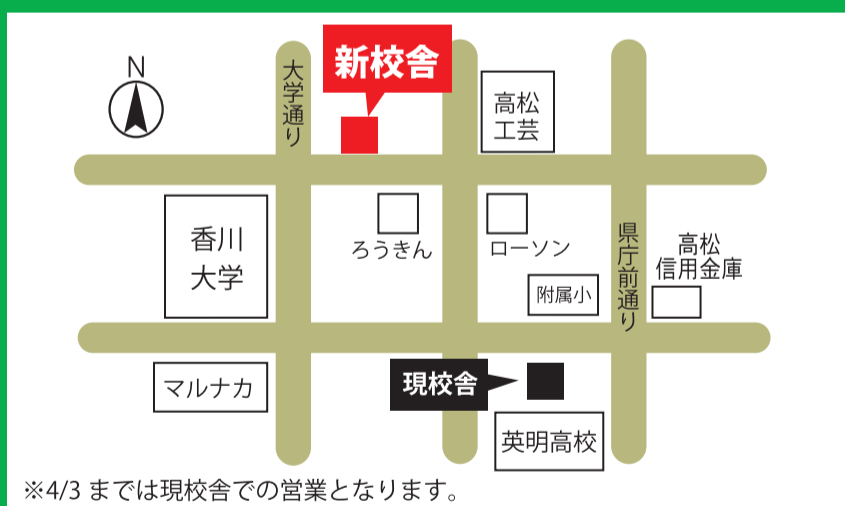 N
大学通り
新校舎
高松
工芸
香川
大学
ろうきん
ローソン
県庁前通り
高松
信用金庫
附属小
マルナカ
現校舎
英明高校
※4/3 までは現校舎での営業となります。